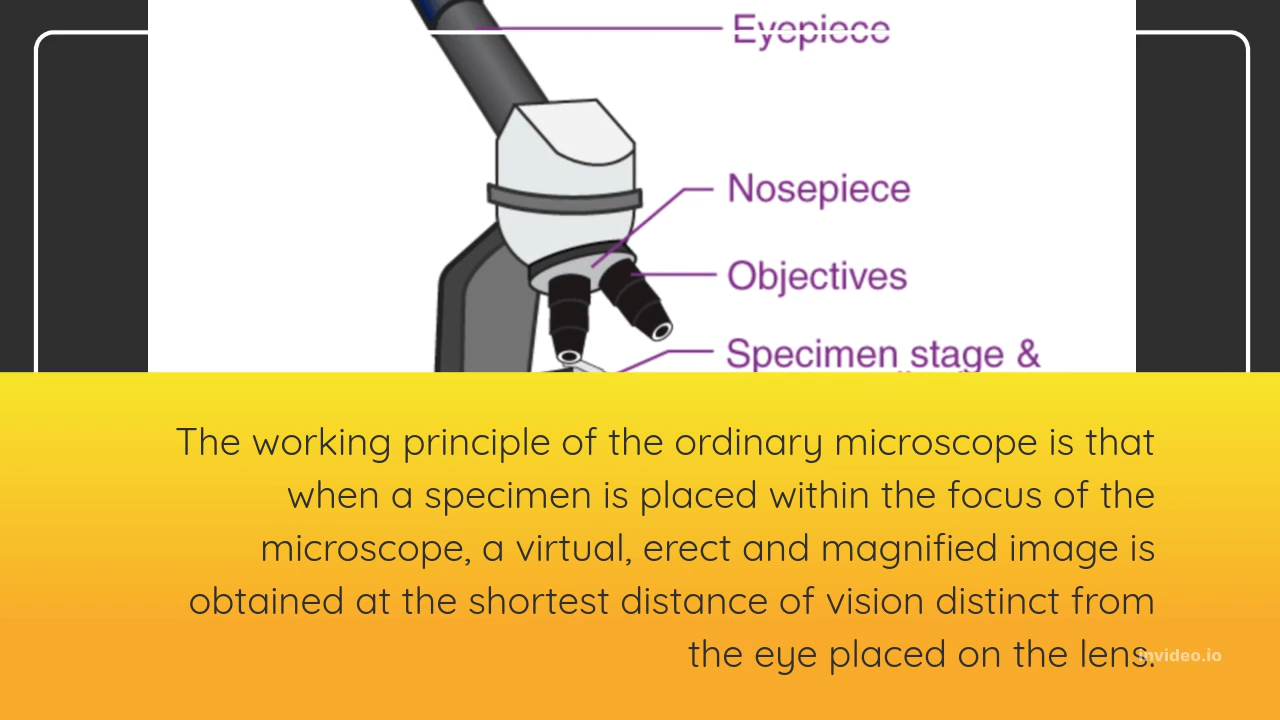 Eyepiece
Nosepiece
Objectives
Specimen stage &
The working principle of the ordinary microscope is that
when a specimen is placed within the focus of the
microscope, a virtual, erect and magnified image is
obtained at the shortest distance of vision distinct from
the eye placed on the lens.
invideo.io